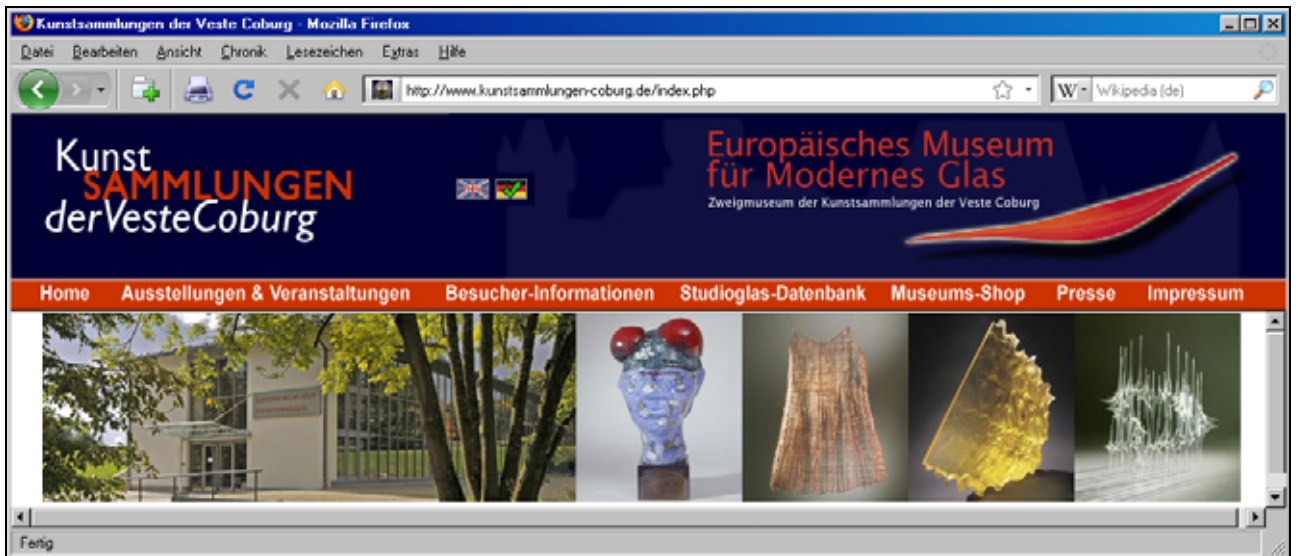 Kunstsammlungen der Veste Coburg - Mozilla Firefox
Datei Bearbeiten Ansicht Chronik Lesezeichen Extras Hilfe
http://www.kunstsammlungen-coburg.de/index.php
W Wikipedia (de)
Kunst
SAMMLUNGEN
derVesteCoburg
Europäisches Museum
für Modernes Glas
Zweigmuseum der Kunstsammlungen der Veste Coburg
Home Ausstellungen & Veranstaltungen Besucher-Informationen Studioglas-Datenbank Museums-Shop Presse Impressum
Fertig